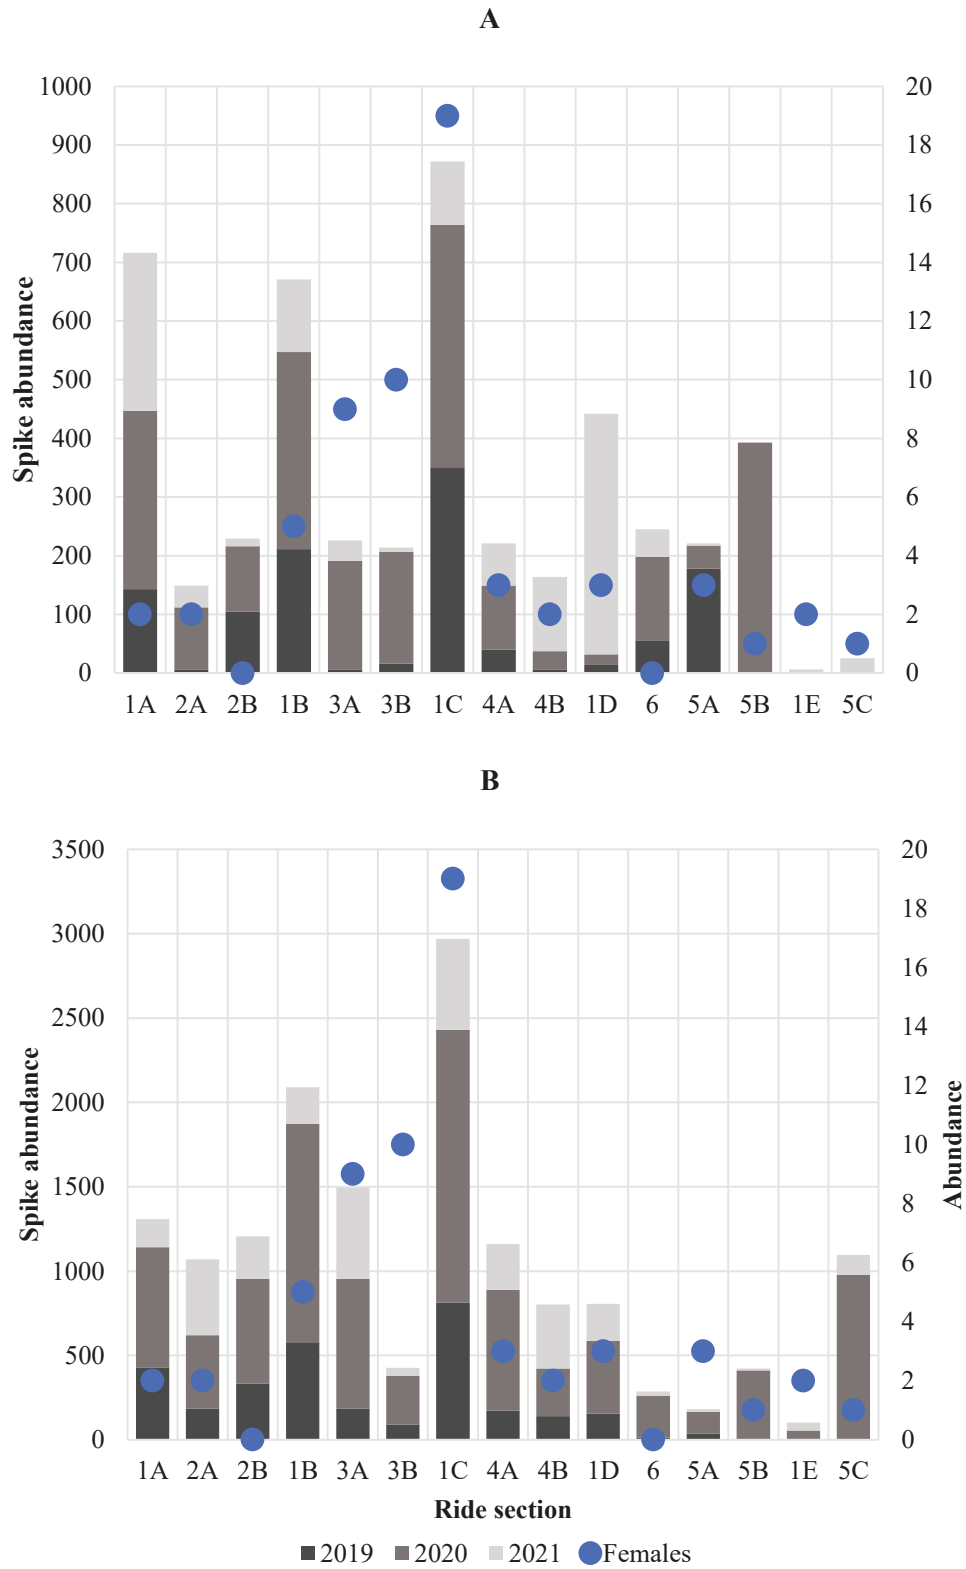 A
1000 20
900 18
800 16
700 14
600 12
500 10
400 8
300 6
200 4
100 2
0 0
Spike abundance
1A 2A 2B 1B 3A 3B 1C 4A 4B 1D 6 5A 5B 1E 5C
B
3500 20
18
3000
16
2500 14
12
2000
10
1500
8
1000 6
4
500
2
0 0
Spike abundance
Abundance
1A 2A 2B 1B 3A 3B 1C 4A 4B 1D 6 5A 5B 1E 5C
Ride section
2019 2020 2021 Females